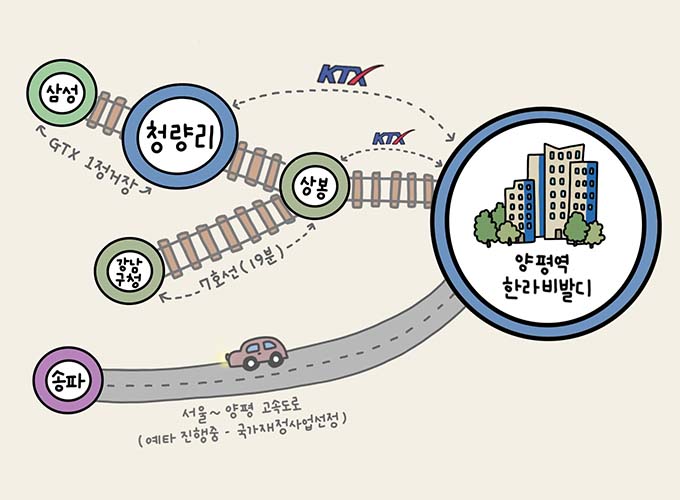 KTX
삼성
청량리
KTX
GTX 1정거장
상봉
양평역
한라비발디
강남
구청
7호선(19분)
송파
서울~양평 고속도로
(예타 진행중 - 국가재정사업선정)